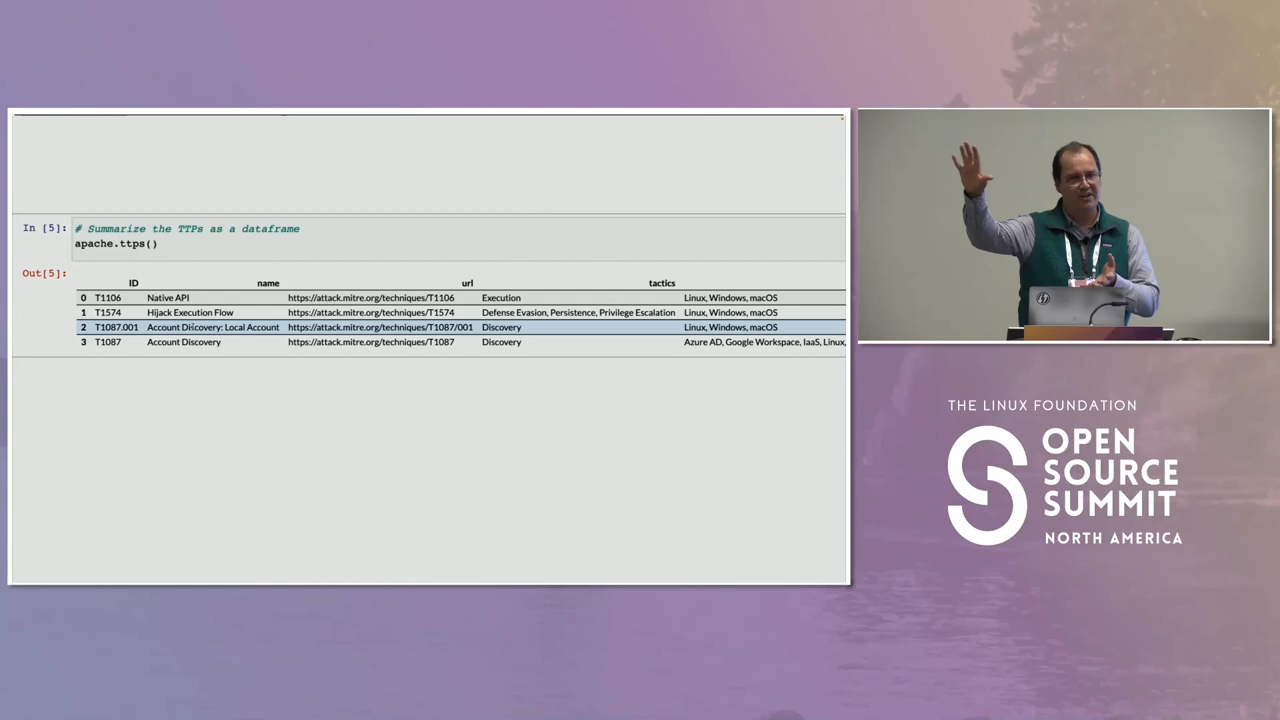 In [5]: # Summarize the TTPs as a dataframe
apache.ttps()
Out[5]:
ID name url tactics
0 T1106 Native API https://attack.mitre.org/techniques/T1106 Execution Linux, Windows, macOS
1 T1574 Hijack Execution Flow https://attack.mitre.org/techniques/T1574 Defense Evasion, Persistence, Privilege Escalation Linux, Windows, macOS
2 T1087.001 Account Discovery: Local Account https://attack.mitre.org/techniques/T1087/001 Discovery Linux, Windows, macOS
3 T1087 Account Discovery https://attack.mitre.org/techniques/T1087 Discovery Azure AD, Google Workspace, IaaS, Linux,
THE LINUX FOUNDATION
OPEN
SOURCE
SUMMIT
NORTH AMERICA